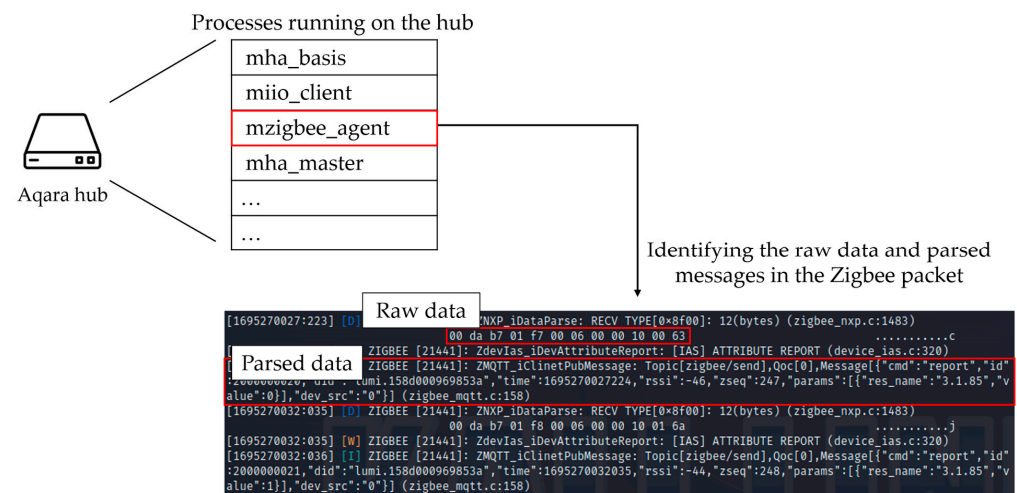 Processes running on the hub
mha_basis
miio_client
mzigbee_agent
mha_master
...
...
Aqara hub
Identifying the raw data and parsed
messages in the Zigbee packet
Raw data
Parsed data
[1695270027:223] [D] ZNXP_iDataParse: RECV TYPE[0×8f00]: 12(bytes) (zigbee_nxp.c:1483)
00 da b7 01 f7 00 06 00 00 10 00 63 ...........c
ZIGBEE [21441]: ZdevIas_iDevAttributeReport: [IAS] ATTRIBUTE REPORT (device_ias.c:320)
ZIGBEE [21441]: ZMQTT_iClinetPubMessage: Topic[zigbee/send],Qoc[0],Message[{"cmd":"report","id"
:2000000020,"did":"lumi.158d000969853a","time":1695270027224,"rssi":-46,"zseq":247,"params":[{"res_name":"3.1.85","v
alue":0}],"dev_src":"0"}] (zigbee_mqtt.c:158)
[1695270032:035] [D] ZIGBEE [21441]: ZNXP_iDataParse: RECV TYPE[0×8f00]: 12(bytes) (zigbee_nxp.c:1483)
00 da b7 01 f8 00 06 00 00 10 01 6a ...........j
[1695270032:035] [W] ZIGBEE [21441]: ZdevIas_iDevAttributeReport: [IAS] ATTRIBUTE REPORT (device_ias.c:320)
[1695270032:036] [I] ZIGBEE [21441]: ZMQTT_iClinetPubMessage: Topic[zigbee/send],Qoc[0],Message[{"cmd":"report","id"
:2000000021,"did":"lumi.158d000969853a","time":1695270032035,"rssi":-44,"zseq":248,"params":[{"res_name":"3.1.85","v
alue":1}],"dev_src":"0"}] (zigbee_mqtt.c:158)